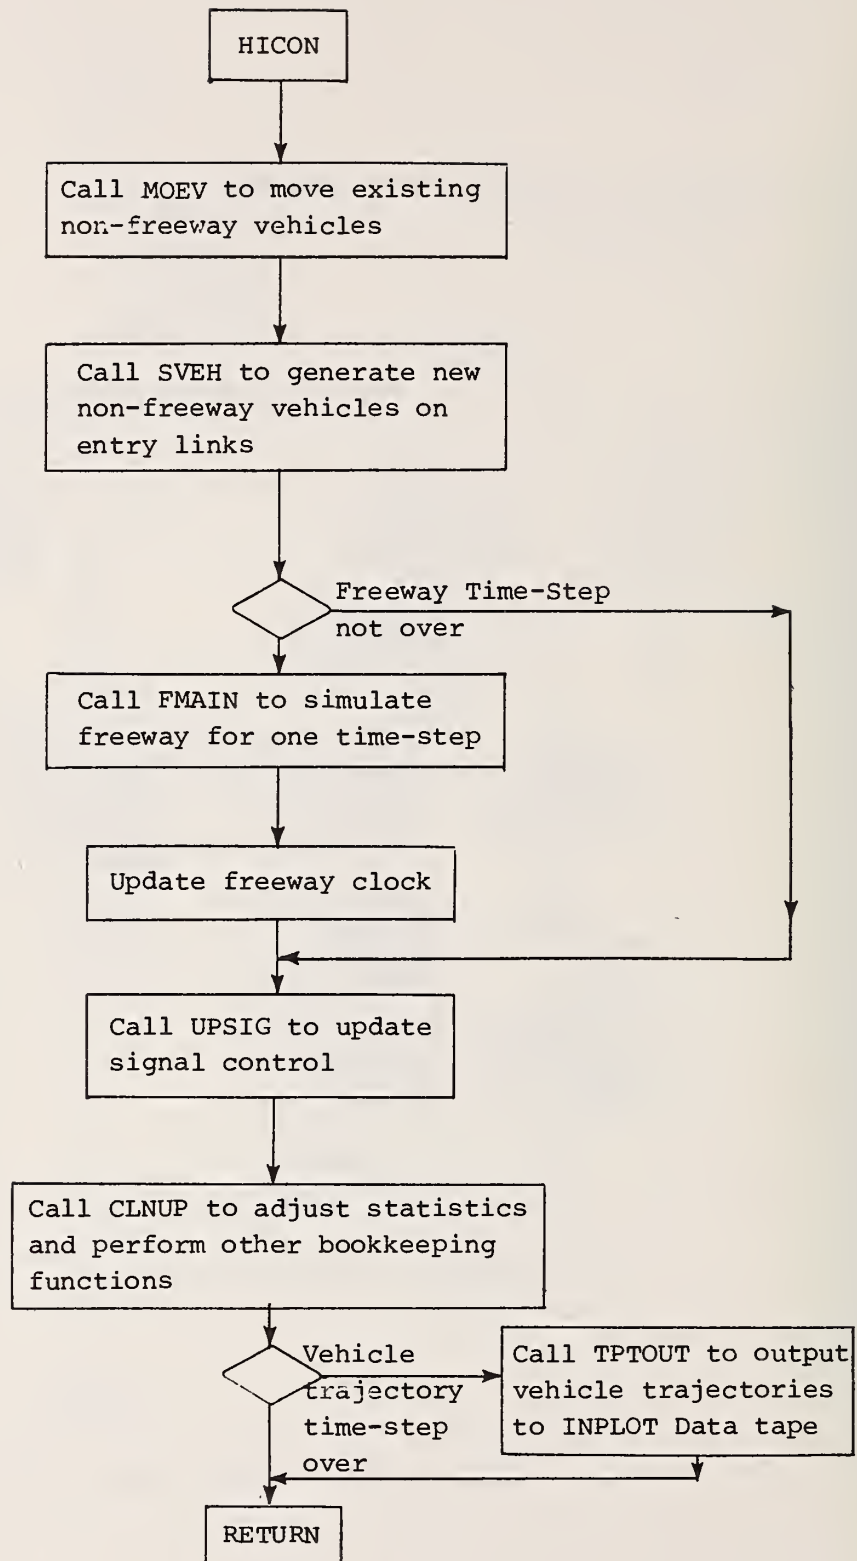 HICON
Call MOEV to move existing
non-freeway vehicles
Call SVEH to generate new
non-freeway vehicles on
entry links
Freeway Time-Step
not over
Call FMAIN to simulate
freeway for one time-step
Update freeway clock
Call UPSIG to update
signal control
Call CLNUP to adjust statistics
and perform other bookkeeping
functions
Vehicle
trajectory
time-step
over
Call TPTOUT to output
vehicle trajectories
to INPLOT Data tape
RETURN